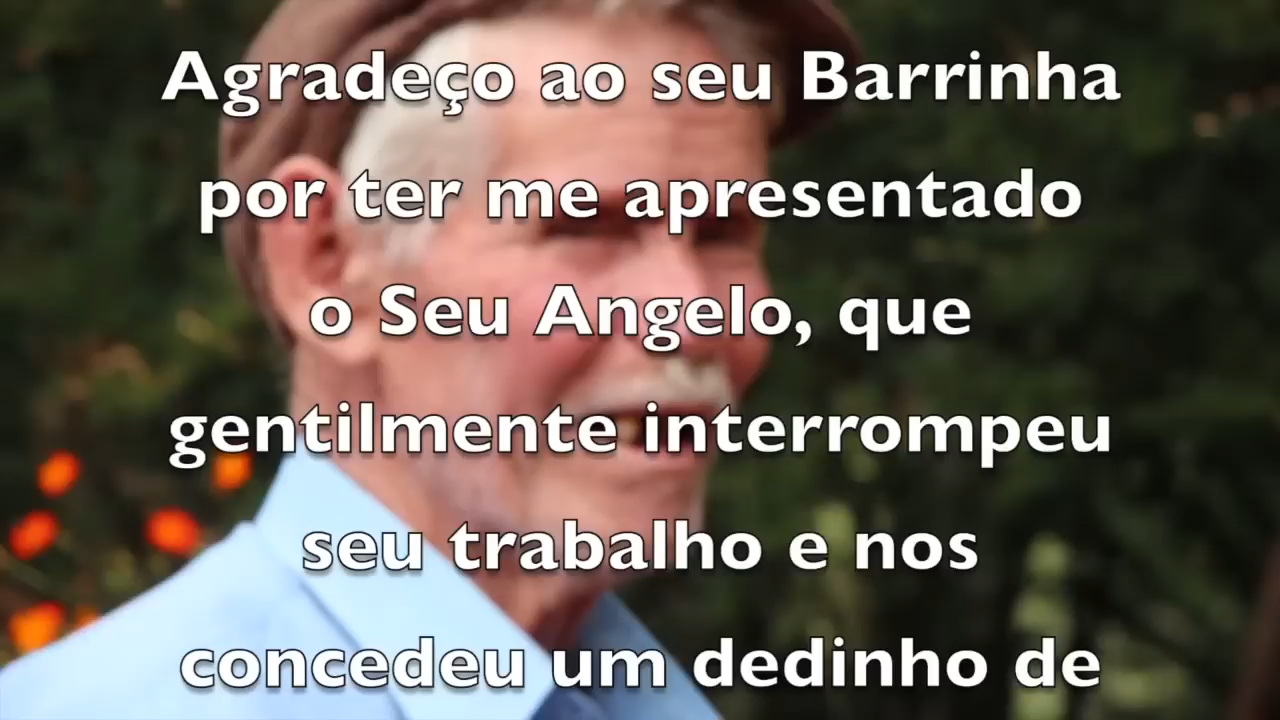 Agradeço ao seu Barrinha
por ter me apresentado
o Seu Angelo, que
gentilmente interrompeu
seu trabalho e nos
concedeu um dedinho de